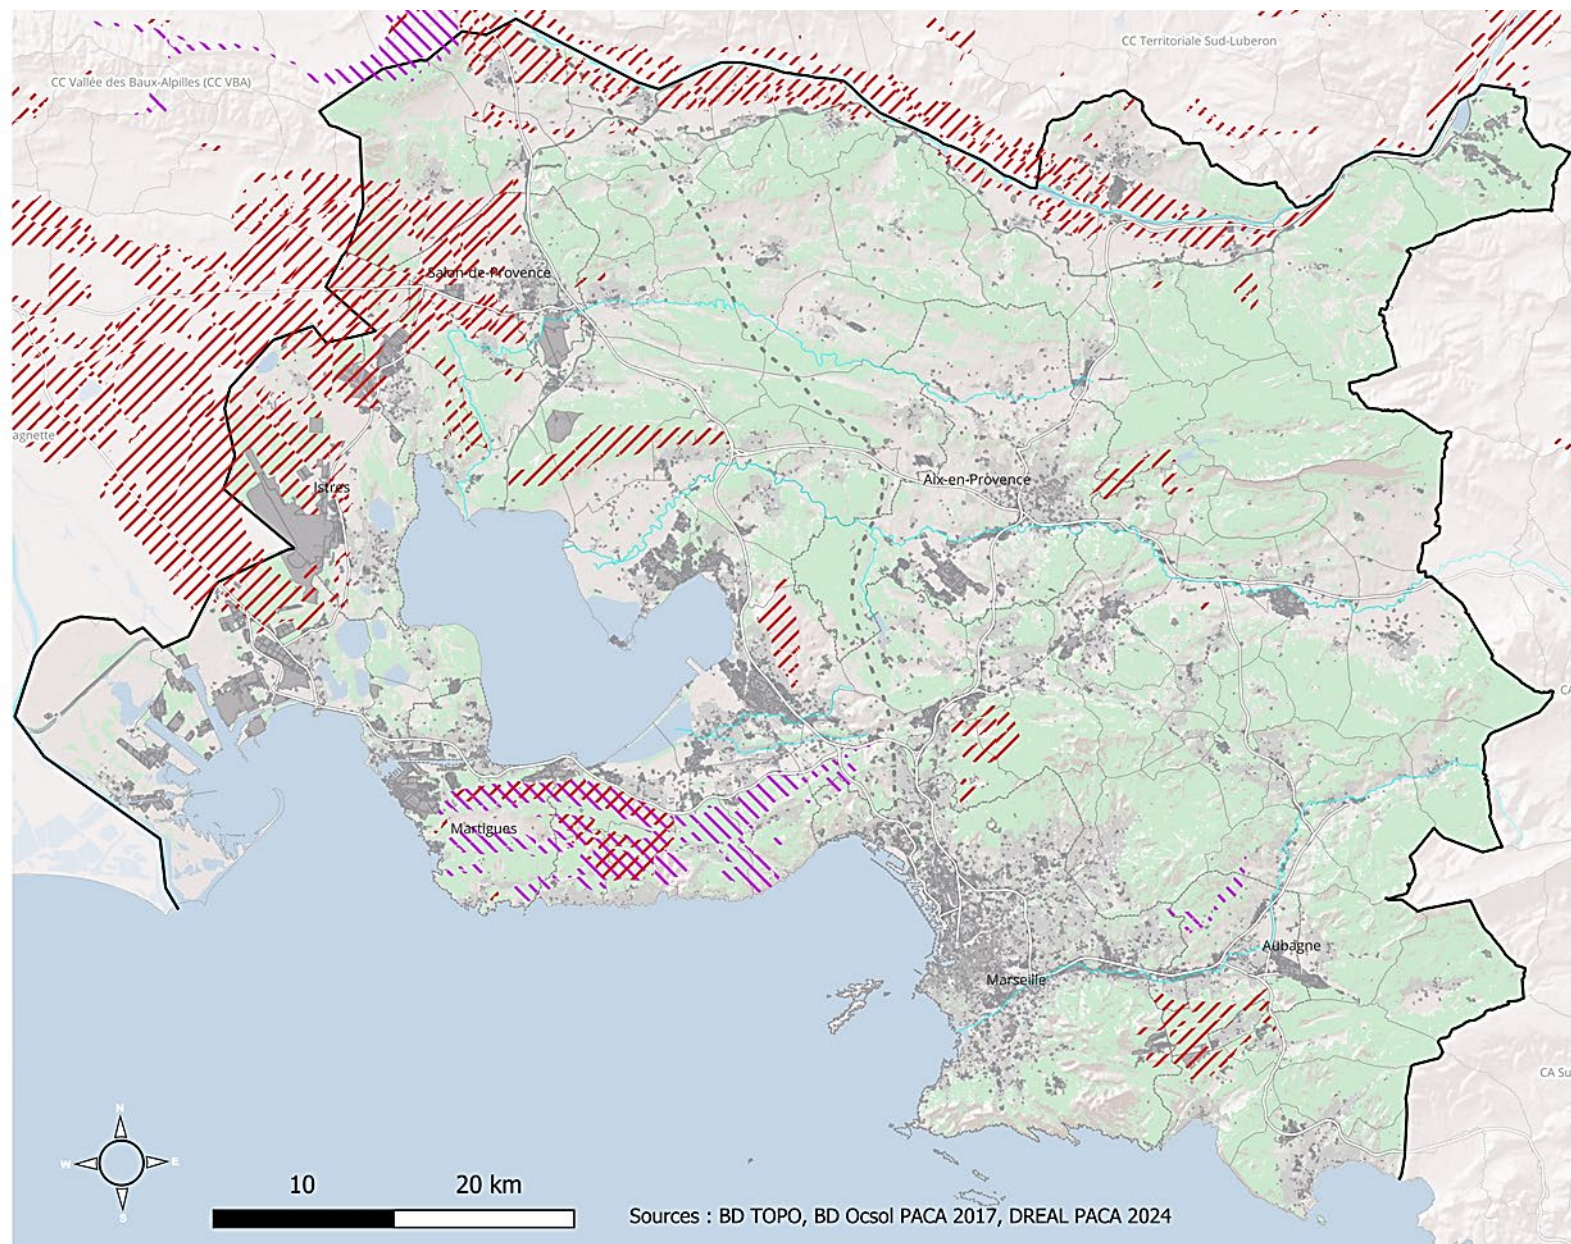 CC Territoriale Sud-Luberon
CC Vallée des Baux-Alpilles (CC VBA)
Salon-de-Provence
agnette
Istres
Aix-en-Provence
CA
Martigues
Aubagne
Marseille
CA Su
N
W E
S
10 20 km
Sources : BD TOPO, BD Ocsol PACA 2017, DREAL PACA 2024